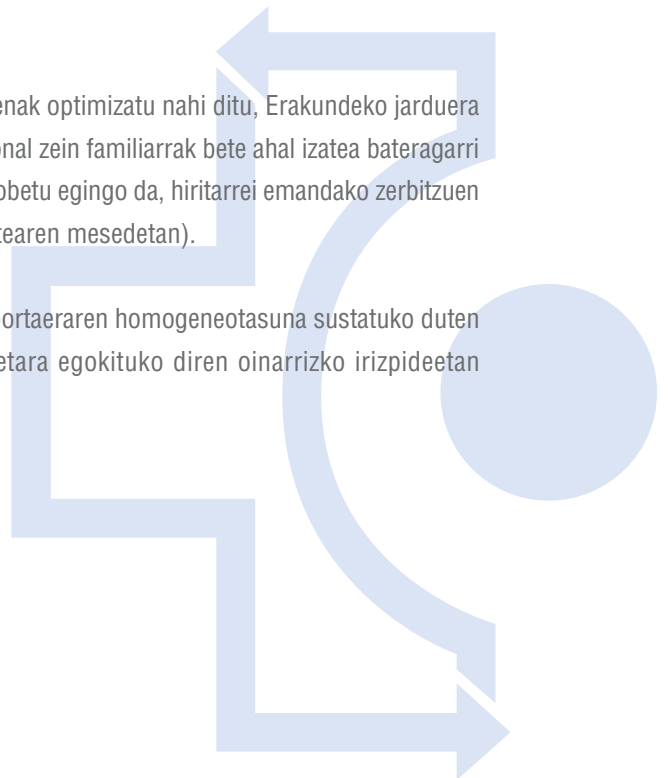 enak optimizatu nahi ditu, Erakundeko jarduera
onal zein familiarrak bete ahal izatea bateragarri
obetu egingo da, hiritarrei emandako zerbitzuen
tearen mesedetan).
ortaeraren homogeneotasuna sustatuko duten
etara egokituko diren oinarrizko irizpideetan